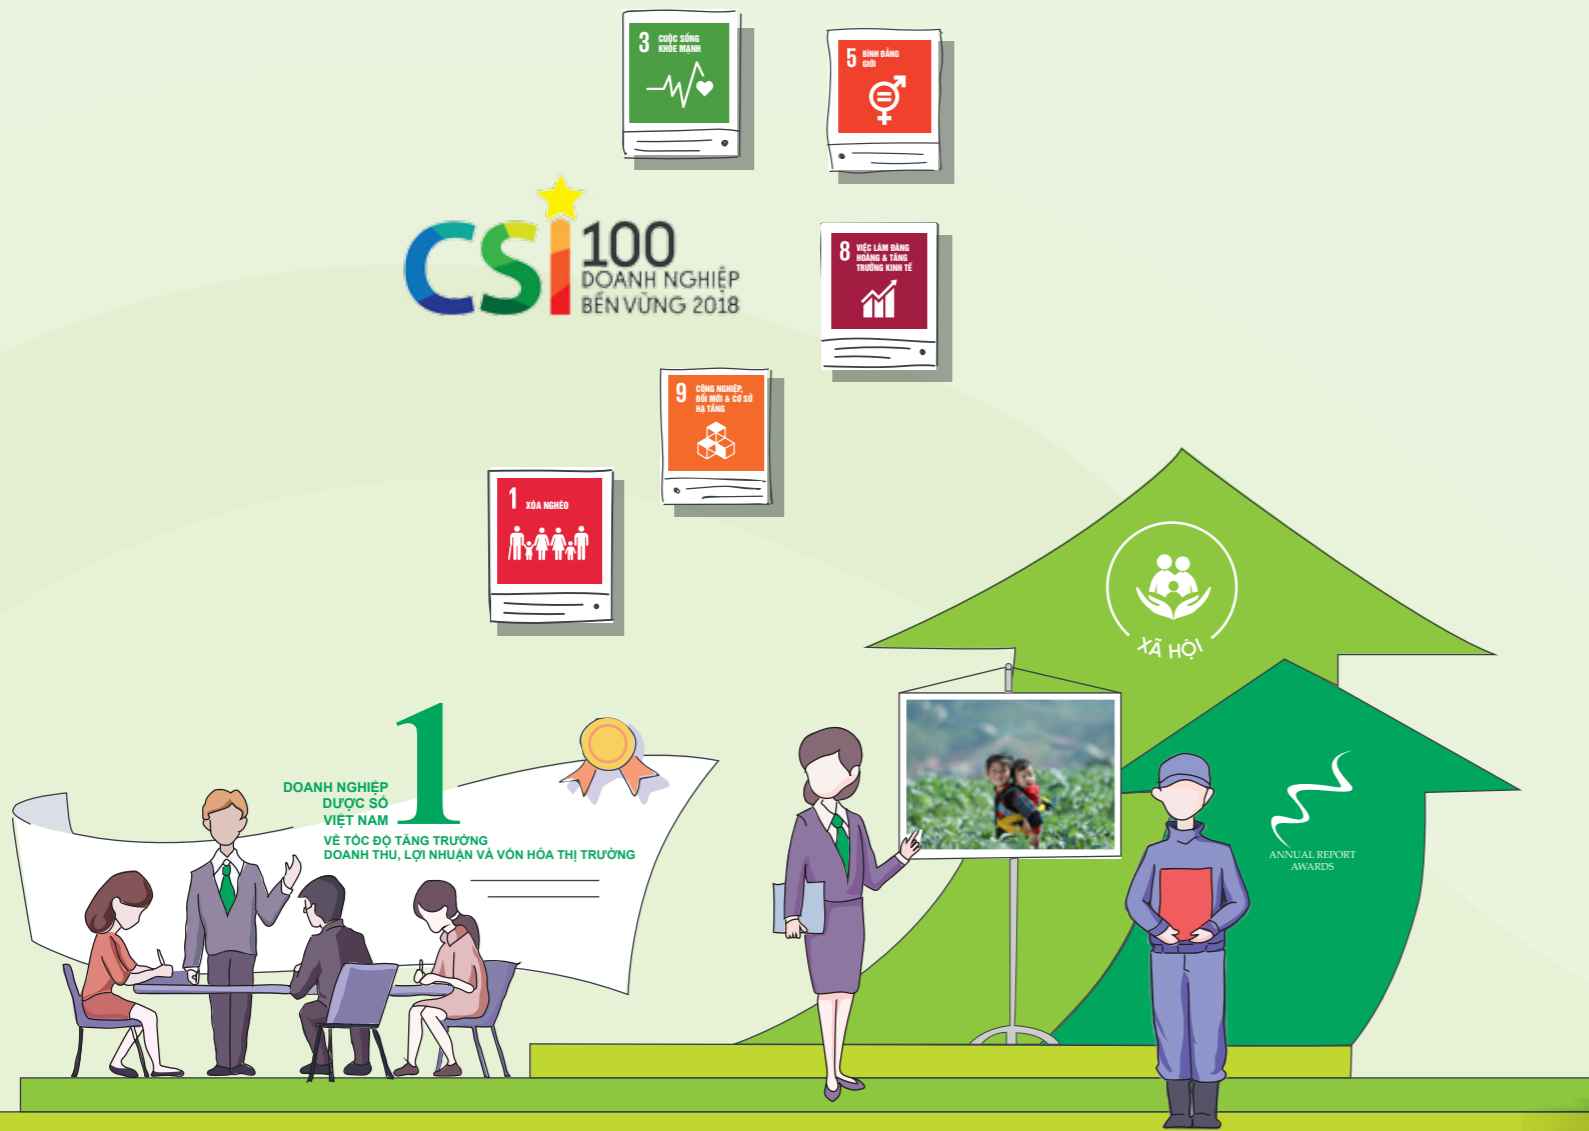 3 CUỘC SỐNG
KHỎE MẠNH
5 BÌNH ĐẲNG
GIỚI
CSI 100
DOANH NGHIỆP
BỀN VỮNG 2018
8 VIỆC LÀM ĐÀNG
HOÀNG & TĂNG
TRƯỞNG KINH TẾ
9 CÔNG NGHIỆP,
ĐỔI MỚI & CƠ SỞ
HẠ TẦNG
1 XÓA NGHÈO
XÃ HỘI
DOANH NGHIỆP
DƯỢC SỐ 1
VIỆT NAM
VỀ TỐC ĐỘ TĂNG TRƯỞNG
DOANH THU, LỢI NHUẬN VÀ VỐN HÓA THỊ TRƯỜNG
ANNUAL REPORT
AWARDS